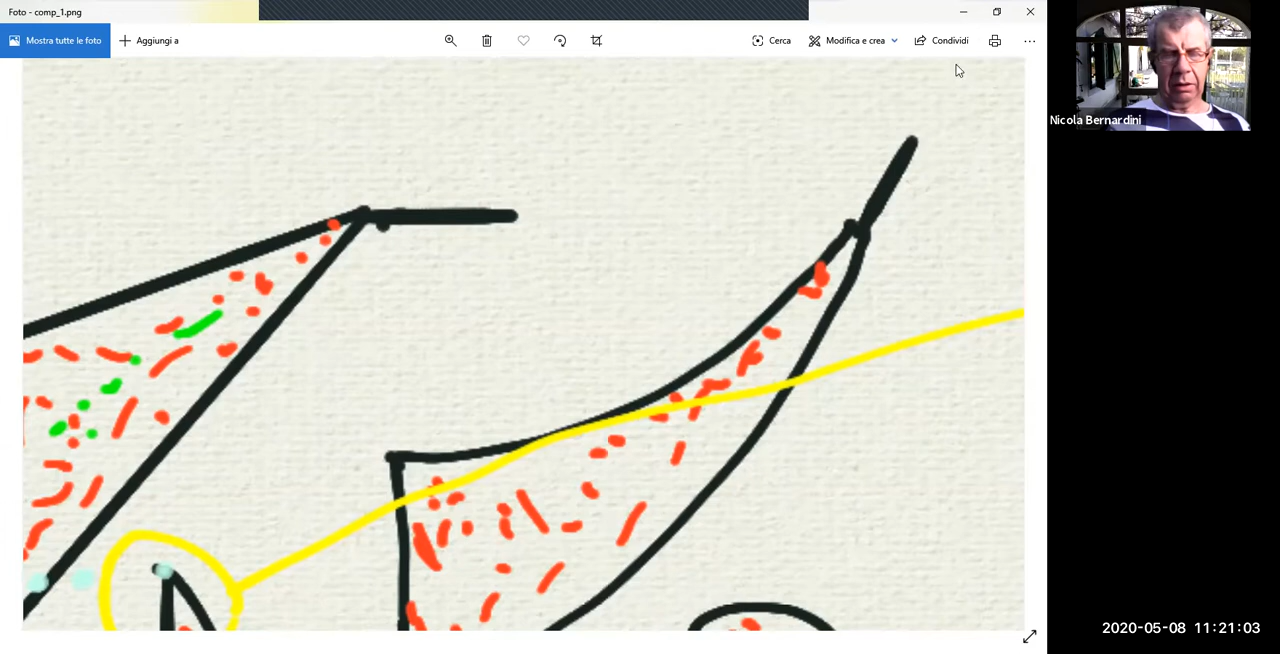 Foto - comp_1.png
Mostra tutte le foto
Aggiungi a
Cerca
Modifica e crea
Condividi
Nicola Bernardini
2020-05-08 11:21:03